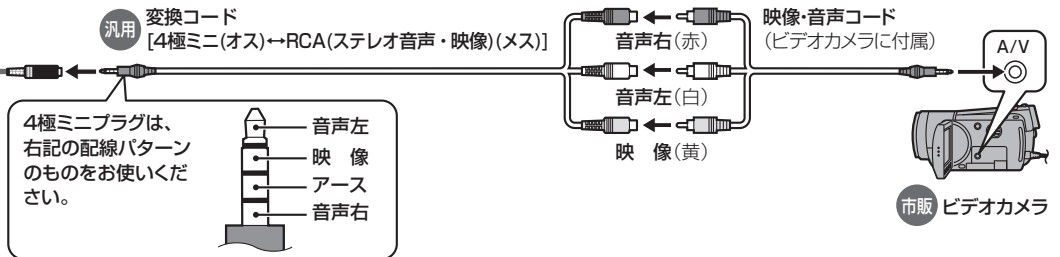 汎用
変換コード
[4極ミニ(オス)↔RCA(ステレオ音声・映像)(メス)]
音声右(赤)
音声左(白)
映 像(黄)
映像・音声コード
(ビデオカメラに付属)
A/V
4極ミニプラグは、
右記の配線パターン
のものをお使いくだ
さい。
音声左
映 像
アース
音声右
市販 ビデオカメラ